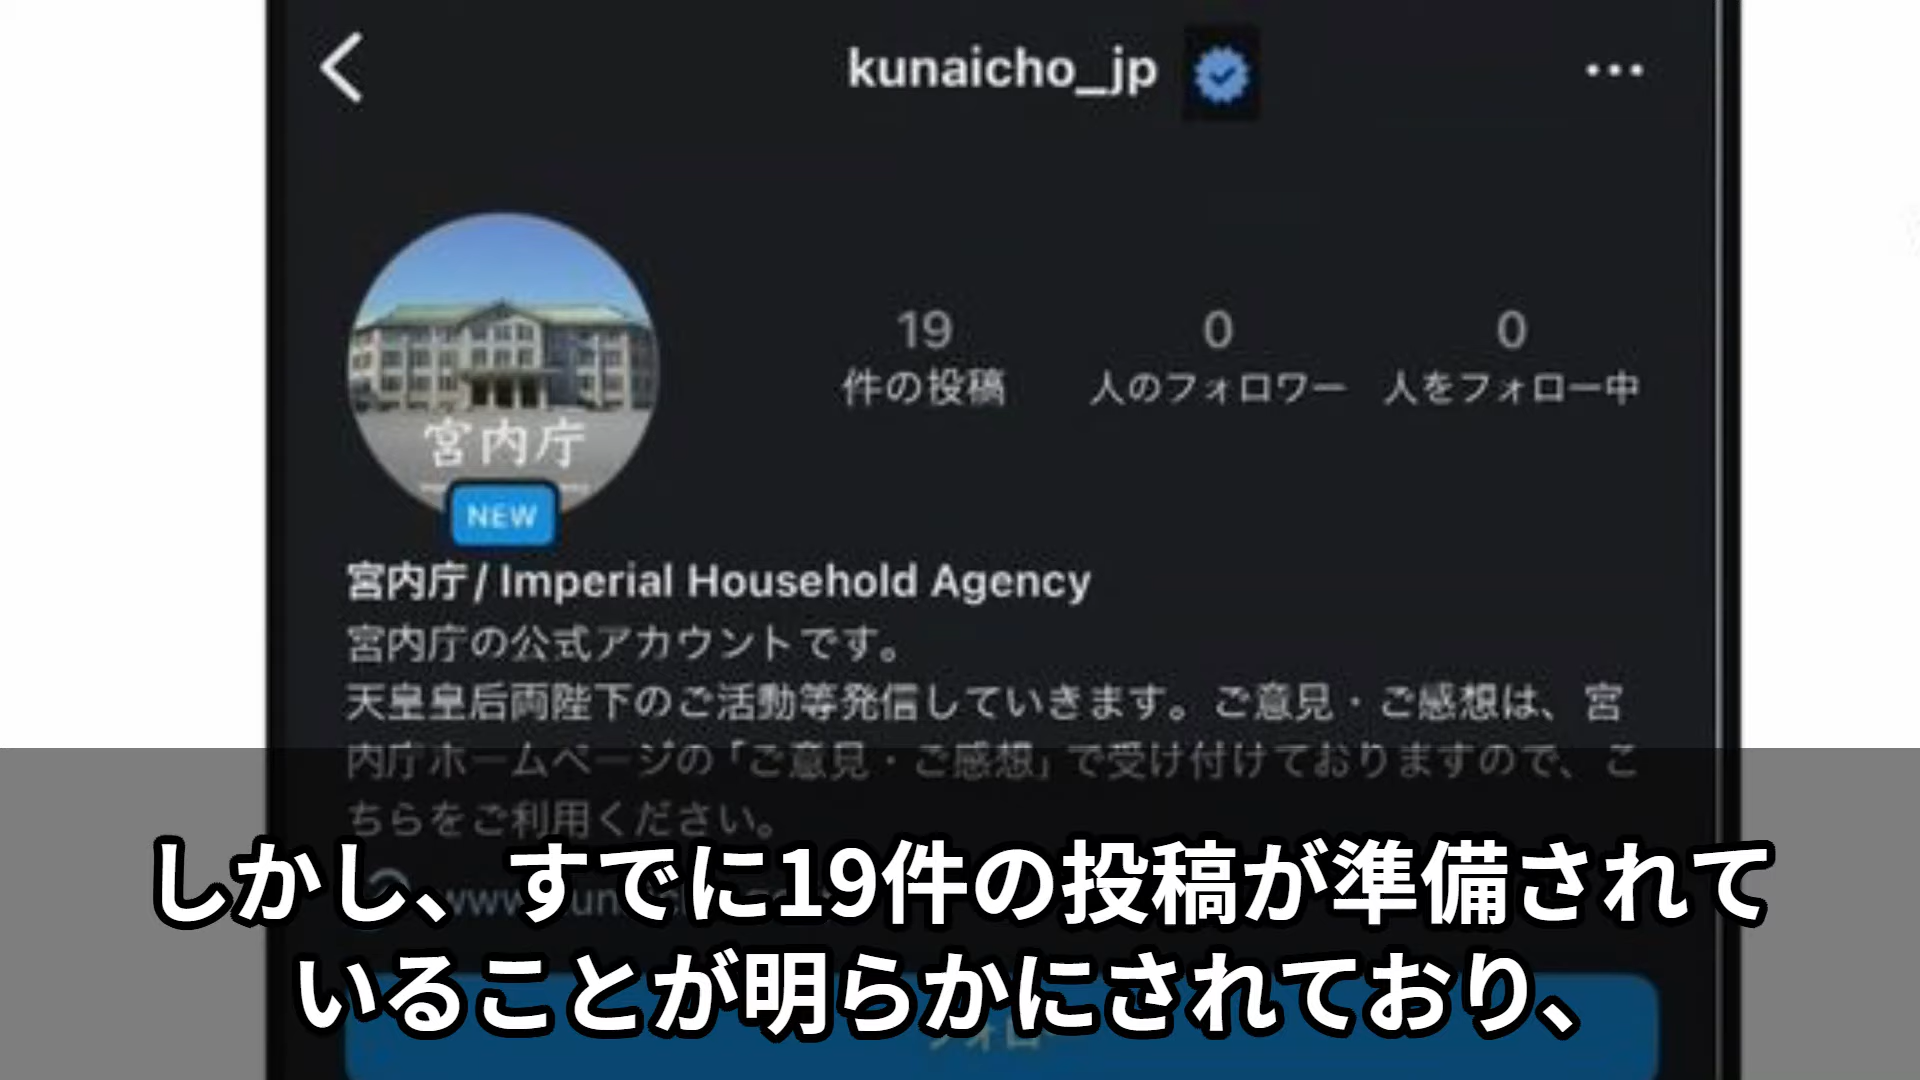 kunaicho_jp
19
件の投稿
0
人のフォロワー
0
人をフォロー中
宮内庁
NEW
宮内庁/ Imperial Household Agency
宮内庁の公式アカウントです。
天皇皇后両陛下のご活動等発信していきます。ご意見・ご感想は、宮
内庁ホームページの「ご意見・ご感想」で受け付けておりますので、こ
ちらをご利用ください。
しかし、すでに19件の投稿が準備されて
いることが明らかにされており、